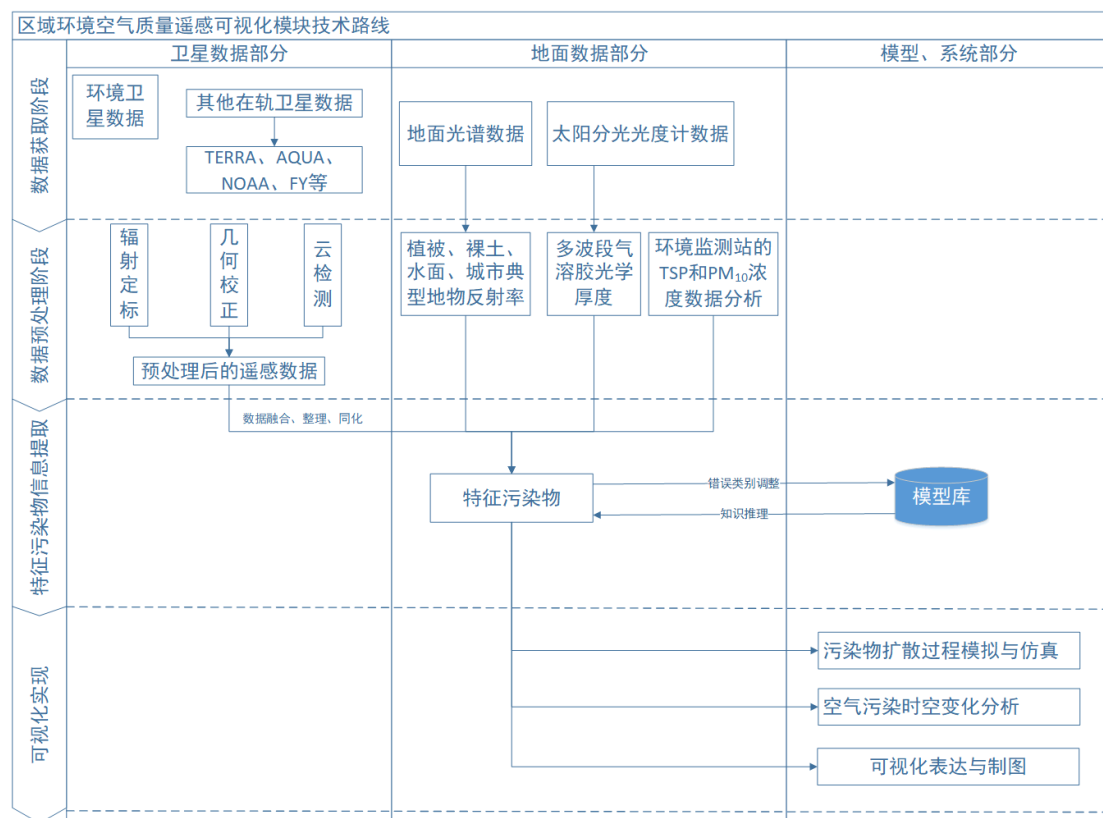 区域环境空气质量遥感可视化模块技术路线
卫星数据部分
地面数据部分
模型、系统部分
数据获取阶段
环境卫
星数据
其他在轨卫星数据
TERRA、AQUA、
NOAA、FY等
地面光谱数据
太阳分光光度计数据
数据预处理阶段
辐射定标
几何校正
云检测
预处理后的遥感数据
植被、裸土、
水面、城市典
型地物反射率
多波段气
溶胶光学
厚度
环境监测站的
TSP和PM₁₀浓
度数据分析
特征污染物信息提取
数据融合、整理、同化
特征污染物
错误类别调整
知识推理
模型库
可视化实现
污染物扩散过程模拟与仿真
空气污染时空变化分析
可视化表达与制图